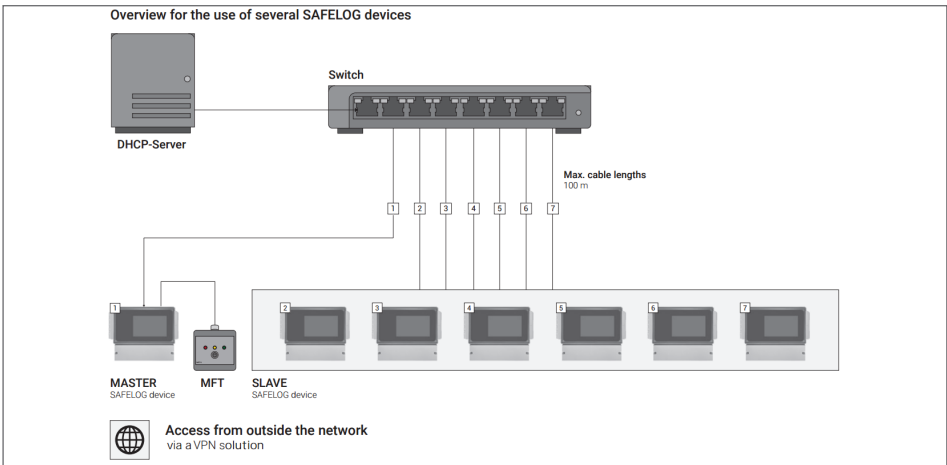 Overview for the use of several SAFELOG devices
Switch
DHCP-Server
Max. cable lengths
100 m
1 2 3 4 5 6 7
1 2 3 4 5 6 7
MASTER MFT SLAVE
SAFELOG device SAFELOG device
Access from outside the network
via a VPN solution